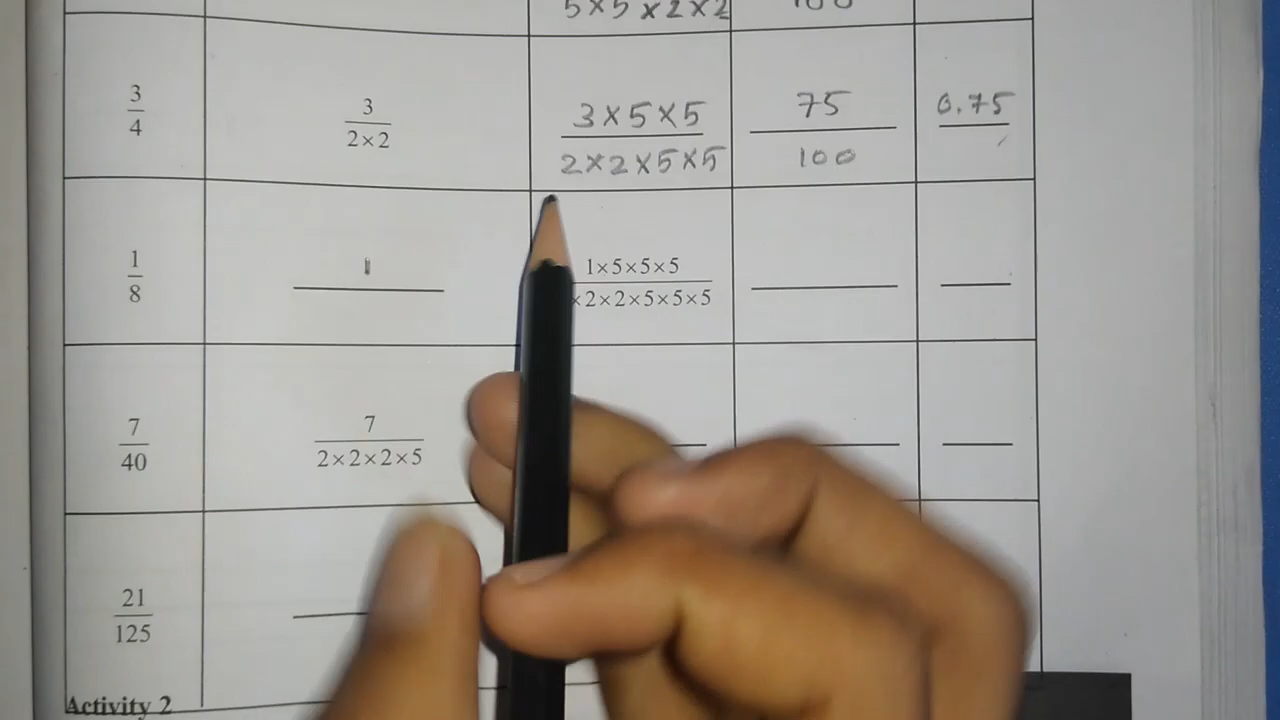 5×5×2×2 100
3/4 3/(2×2) (3×5×5)/(2×2×5×5) 75/100 0.75
1/8 1 (1×5×5×5)/(×2×2×5×5×5)
7/40 7/(2×2×2×5)
21/125
Activity 2